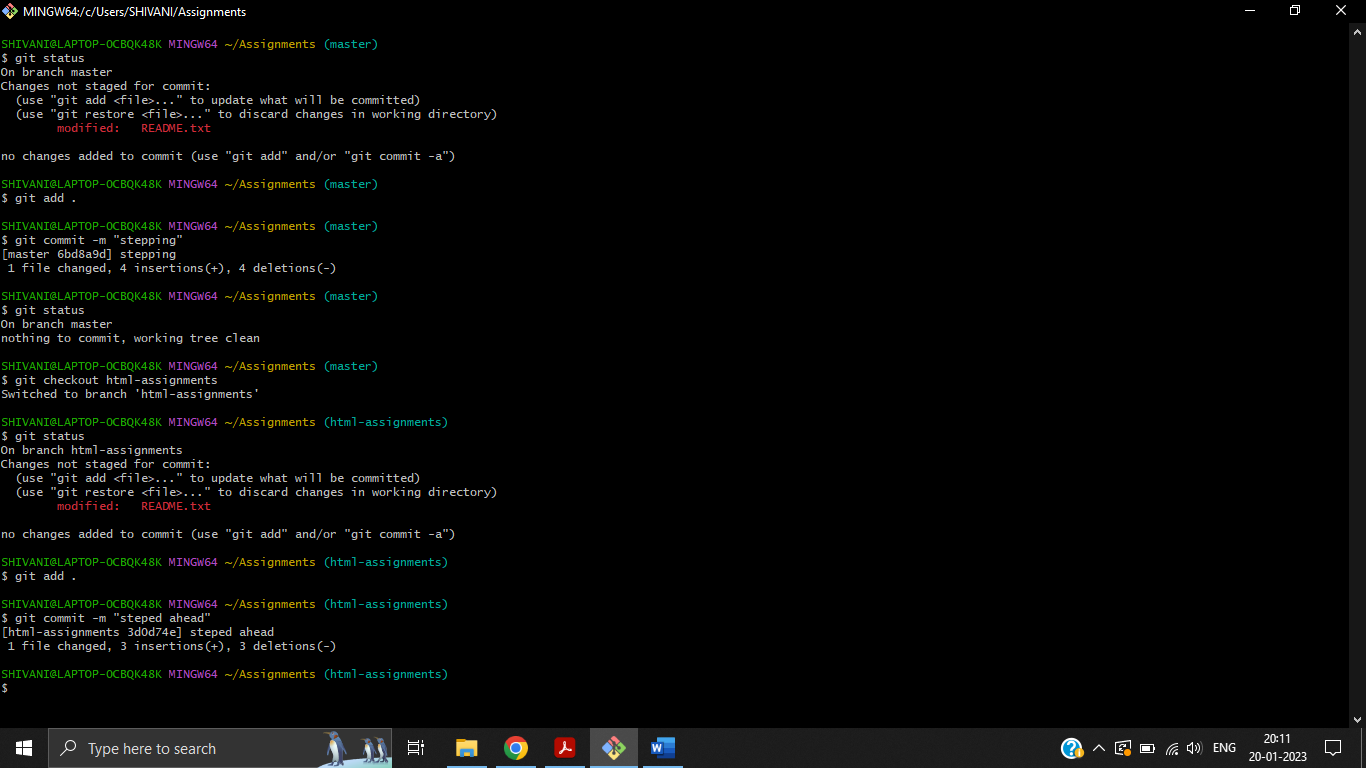 MINGW64:/c/Users/SHIVANI/Assignments
SHIVANI@LAPTOP-OCBQK48K MINGW64 ~/Assignments (master)
$ git status
On branch master
Changes not staged for commit:
  (use "git add <file>..." to update what will be committed)
  (use "git restore <file>..." to discard changes in working directory)
        modified:   README.txt
no changes added to commit (use "git add" and/or "git commit -a")
SHIVANI@LAPTOP-OCBQK48K MINGW64 ~/Assignments (master)
$ git add .
SHIVANI@LAPTOP-OCBQK48K MINGW64 ~/Assignments (master)
$ git commit -m "stepping"
[master 6bd8a9d] stepping
 1 file changed, 4 insertions(+), 4 deletions(-)
SHIVANI@LAPTOP-OCBQK48K MINGW64 ~/Assignments (master)
$ git status
On branch master
nothing to commit, working tree clean
SHIVANI@LAPTOP-OCBQK48K MINGW64 ~/Assignments (master)
$ git checkout html-assignments
Switched to branch 'html-assignments'
SHIVANI@LAPTOP-OCBQK48K MINGW64 ~/Assignments (html-assignments)
$ git status
On branch html-assignments
Changes not staged for commit:
  (use "git add <file>..." to update what will be committed)
  (use "git restore <file>..." to discard changes in working directory)
        modified:   README.txt
no changes added to commit (use "git add" and/or "git commit -a")
SHIVANI@LAPTOP-OCBQK48K MINGW64 ~/Assignments (html-assignments)
$ git add .
SHIVANI@LAPTOP-OCBQK48K MINGW64 ~/Assignments (html-assignments)
$ git commit -m "steped ahead"
[html-assignments 3d0d74e] steped ahead
 1 file changed, 3 insertions(+), 3 deletions(-)
SHIVANI@LAPTOP-OCBQK48K MINGW64 ~/Assignments (html-assignments)
$
Type here to search
ENG
20:11
20-01-2023